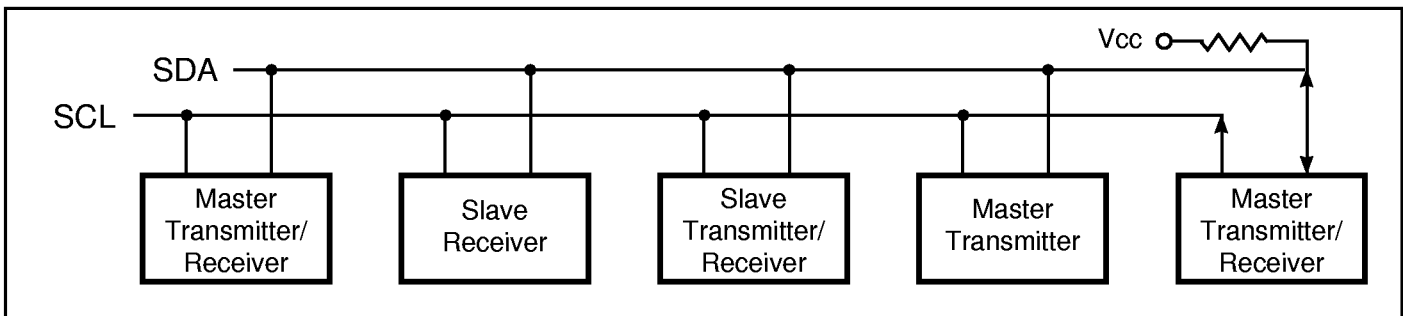 Vcc
SDA
SCL
Master
Transmitter/
Receiver
Slave
Receiver
Slave
Transmitter/
Receiver
Master
Transmitter
Master
Transmitter/
Receiver